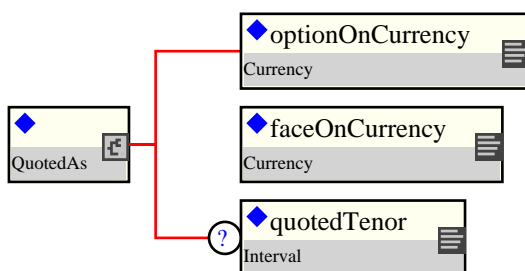 optionOnCurrency
Currency
QuotedAs
faceOnCurrency
Currency
?
quotedTenor
Interval